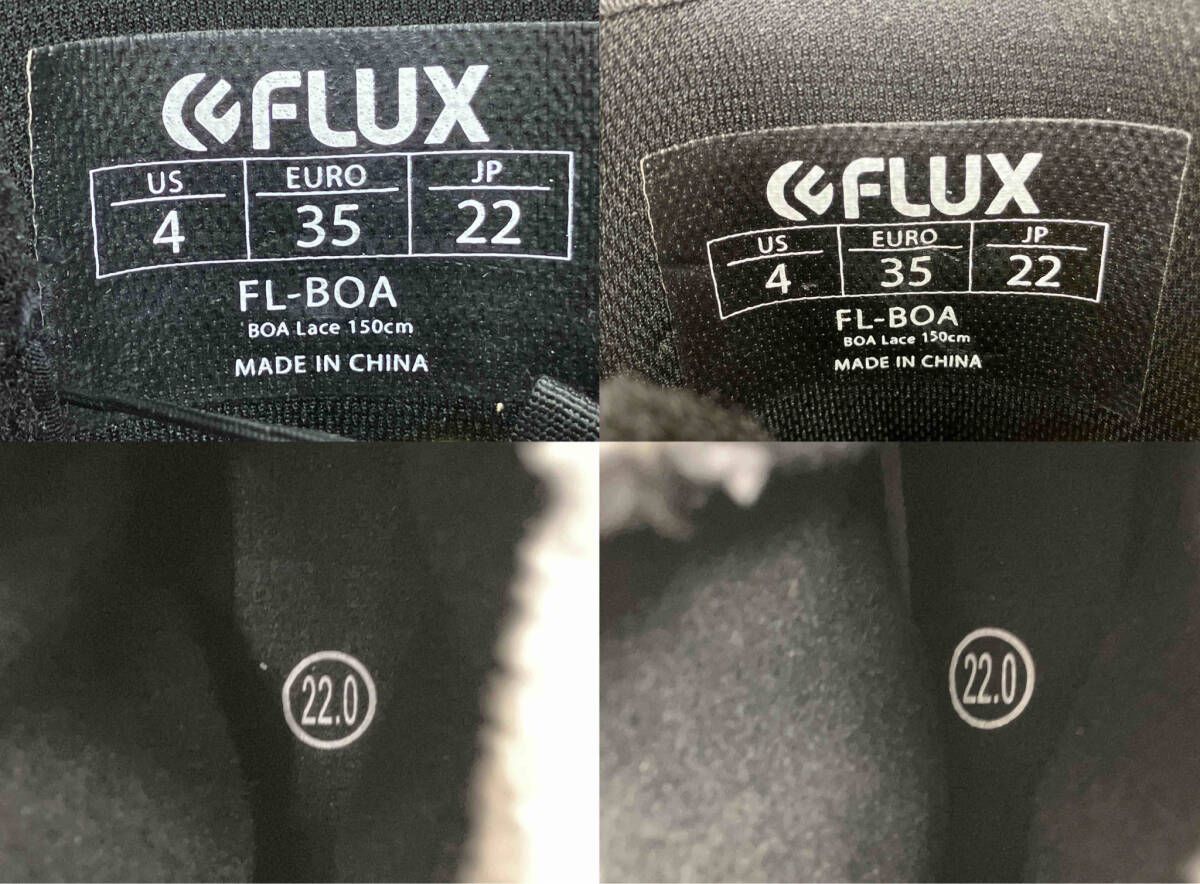 FLUX
US EURO JP
4 35 22
FL-BOA
BOA Lace 150cm
MADE IN CHINA
FLUX
US EURO JP
4 35 22
FL-BOA
BOA Lace 150cm
MADE IN CHINA
22.0
22.0